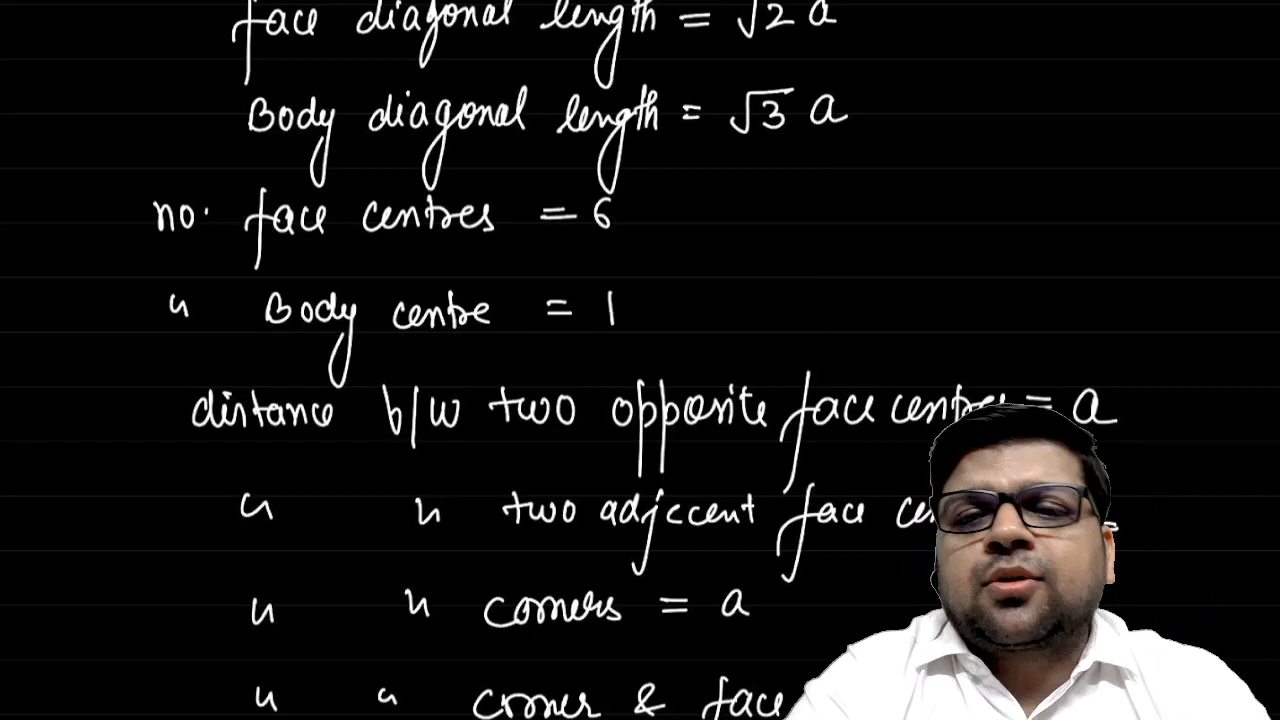 face diagonal length = √2 a
Body diagonal length = √3 a
no. face centres = 6
" Body centre = 1
distance b/w two opposite face centres = a
" " two adjccent face =
" " corners = a
" " corner & face